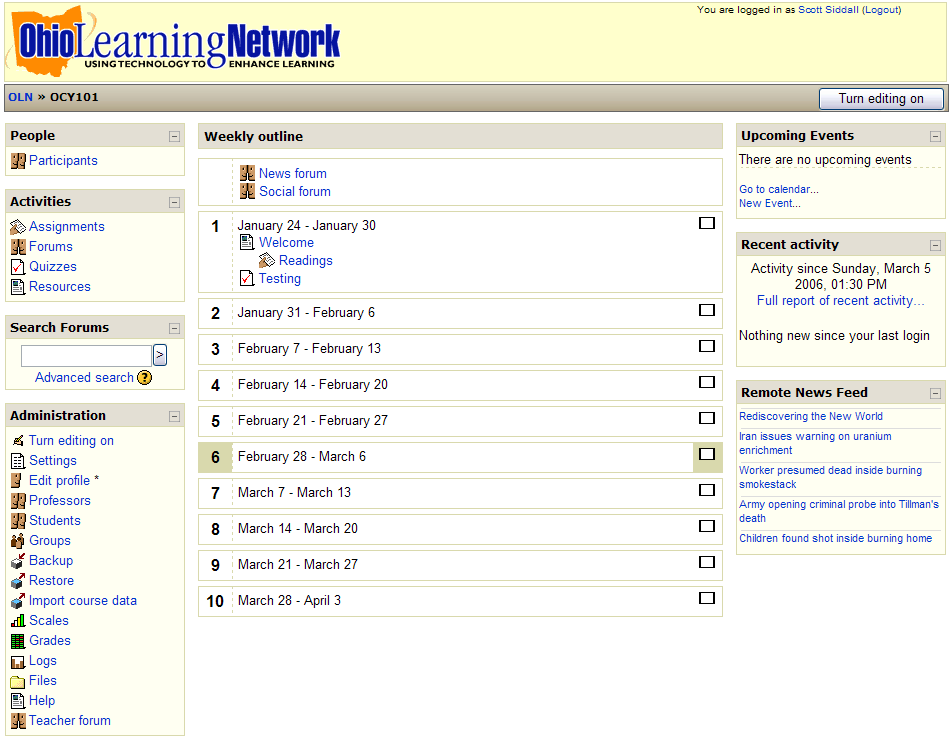 You are logged in as Scott Siddall (Logout)
OhioLearningNetwork
USING TECHNOLOGY TO ENHANCE LEARNING
OLN » OCY101
Turn editing on
People
Participants
Activities
Assignments
Forums
Quizzes
Resources
Search Forums
>
Advanced search ?
Administration
Turn editing on
Settings
Edit profile *
Professors
Students
Groups
Backup
Restore
Import course data
Scales
Grades
Logs
Files
Help
Teacher forum
Weekly outline
News forum
Social forum
1 January 24 - January 30
Welcome
Readings
Testing
2 January 31 - February 6
3 February 7 - February 13
4 February 14 - February 20
5 February 21 - February 27
6 February 28 - March 6
7 March 7 - March 13
8 March 14 - March 20
9 March 21 - March 27
10 March 28 - April 3
Upcoming Events
There are no upcoming events
Go to calendar...
New Event...
Recent activity
Activity since Sunday, March 5
2006, 01:30 PM
Full report of recent activity...
Nothing new since your last login
Remote News Feed
Rediscovering the New World
Iran issues warning on uranium
enrichment
Worker presumed dead inside burning
smokestack
Army opening criminal probe into Tillman's
death
Children found shot inside burning home